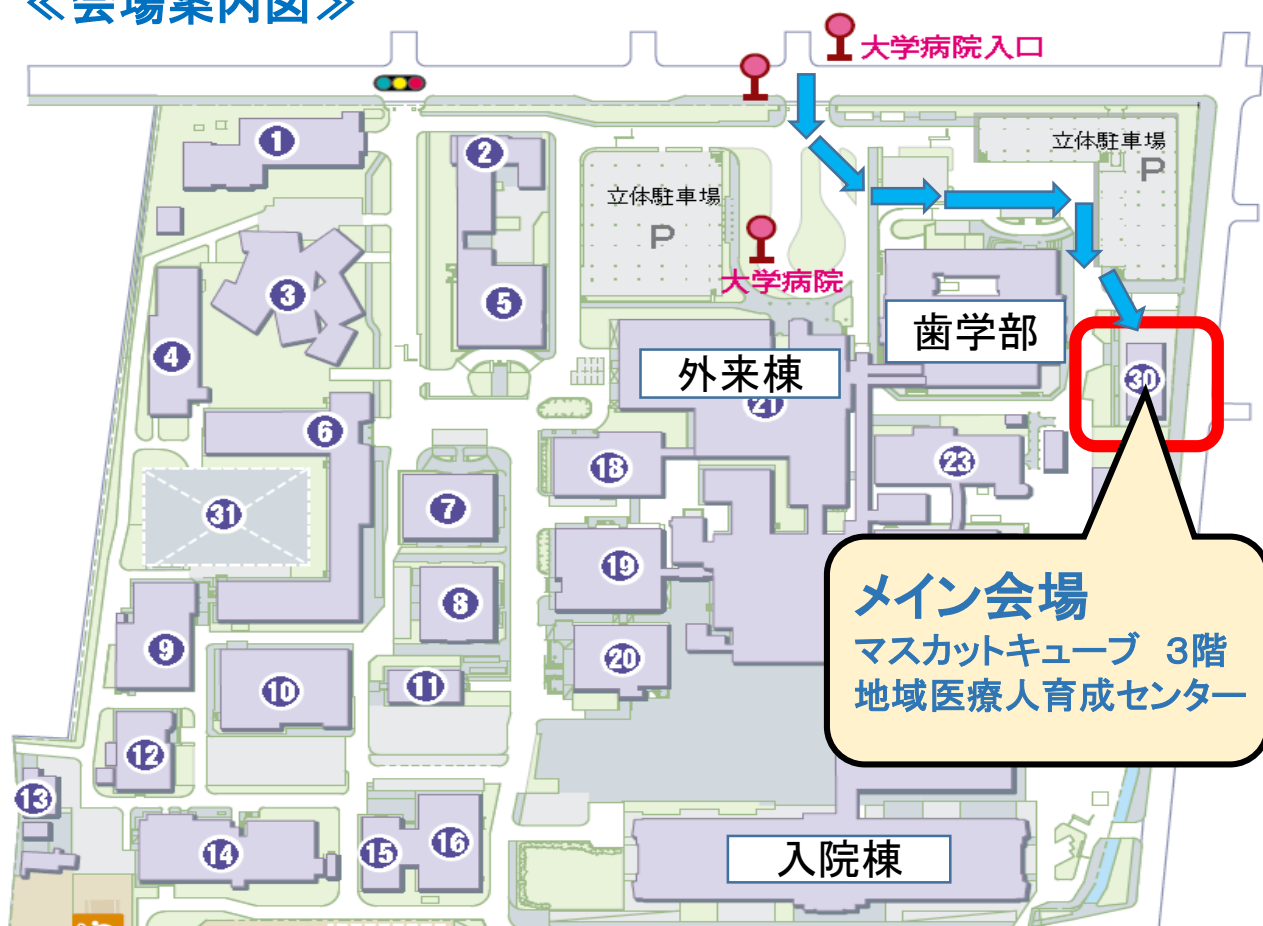 ≪会場案内図≫
大学病院入口
1
2
立体駐車場
P
立体駐車場
P
大学病院
3
5
歯学部
4
外来棟
30
21
6
18
23
7
31
19
メイン会場
マスカットキューブ 3階
地域医療人育成センター
8
9
20
10
11
12
13
14
15
16
入院棟